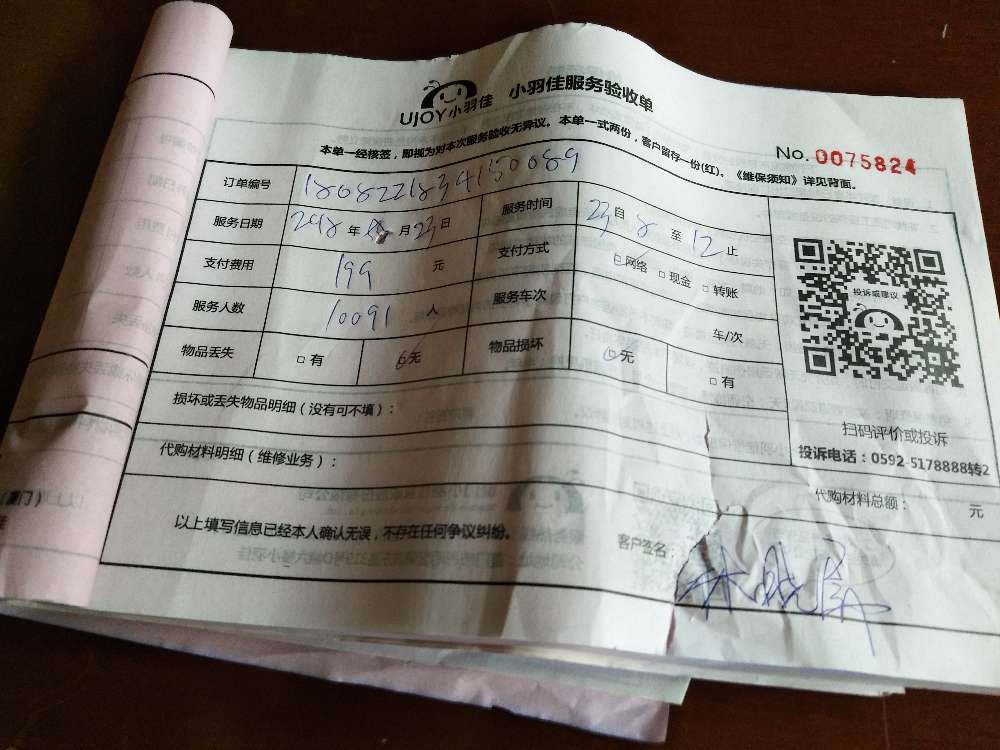 UJOY小羽佳 小羽佳服务验收单
本单一经核签，即视为对本次服务验收无异议。本单一式两份，客户留存一份(红)。《维保须知》详见背面。
No. 0075824
订单编号 1808221834150089
服务日期 2018 年 月 23 日 服务时间 23 自 8 至 12 止
支付费用 199 元 支付方式 □网络 □现金 □转账
服务人数 10091 人 服务车次 车/次
物品丢失 □有 □无 物品损坏 □无 □有
投诉或建议
扫码评价或投诉
投诉电话：0592-5178888转2
损坏或丢失物品明细（没有可不填）：
代购材料明细（维修业务）： 代购材料总额： 元
以上填写信息已经本人确认无误，不存在任何争议纠纷。 客户签名：